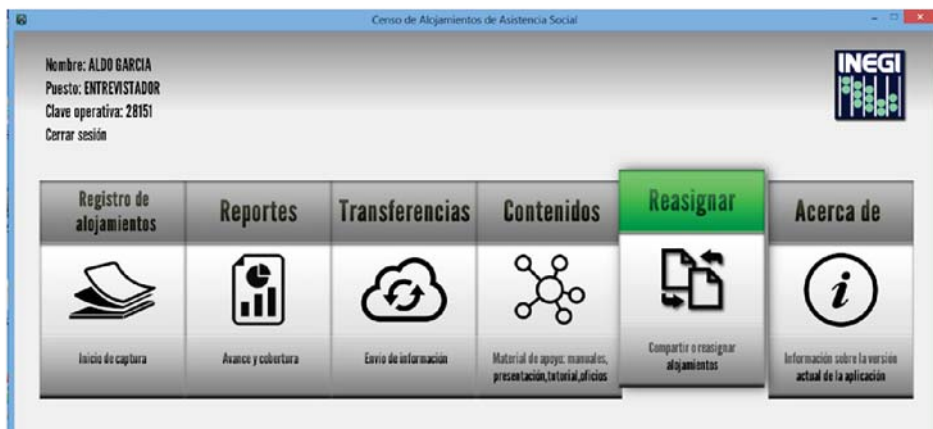 Censo de Alojamientos de Asistencia Social
Nombre: ALDO GARCIA
Puesto: ENTREVISTADOR
Clave operativa: 28151
Cerrar sesión
INEGI
Registro de
alojamientos
Inicio de captura
Reportes
Avance y cobertura
Transferencias
Envio de información
Contenidos
Material de apoyo: manuales,
presentación,tutorial,oficios
Reasignar
Compartir o reasignar
alojamientos
Acerca de
i
Información sobre la versión
actual de la aplicación